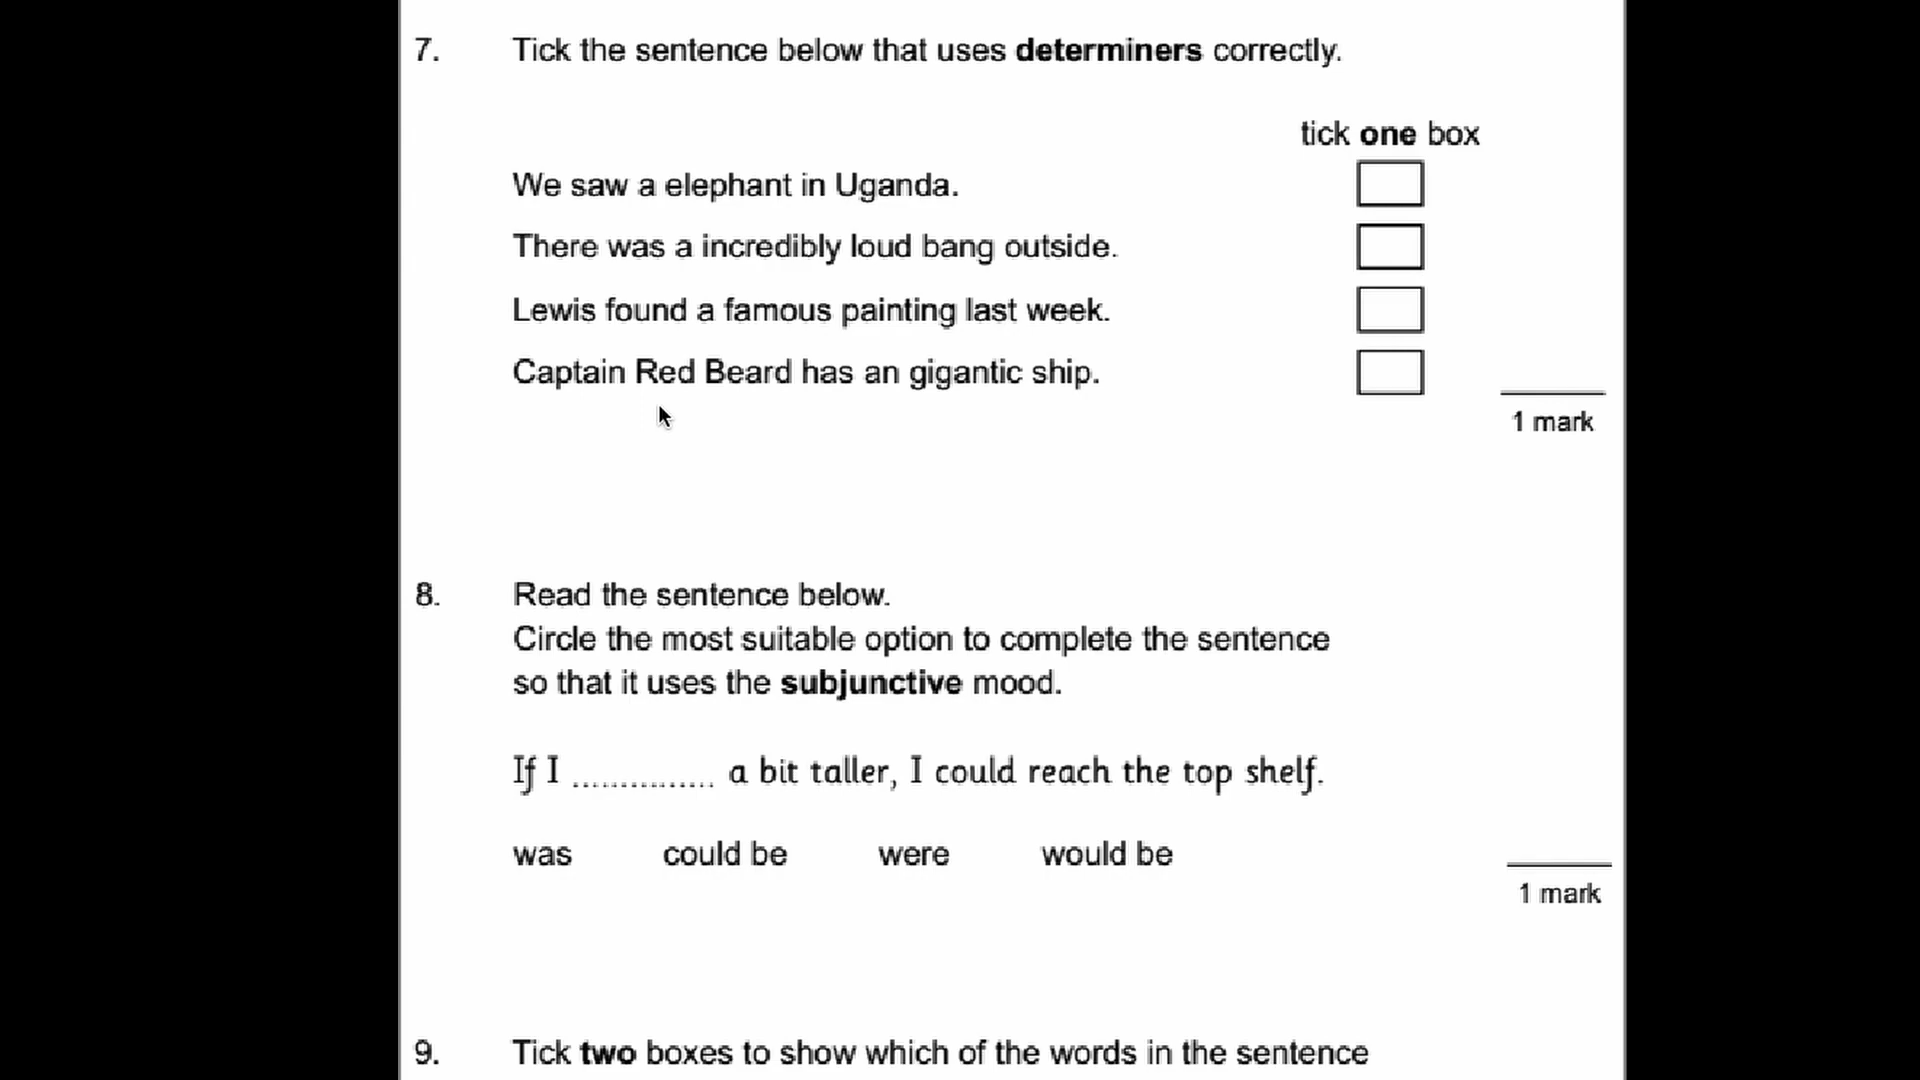 7. Tick the sentence below that uses determiners correctly.
tick one box
We saw a elephant in Uganda.
There was a incredibly loud bang outside.
Lewis found a famous painting last week.
Captain Red Beard has an gigantic ship.
1 mark
8. Read the sentence below.
Circle the most suitable option to complete the sentence
so that it uses the subjunctive mood.
If I ............... a bit taller, I could reach the top shelf.
was could be were would be
1 mark
9. Tick two boxes to show which of the words in the sentence